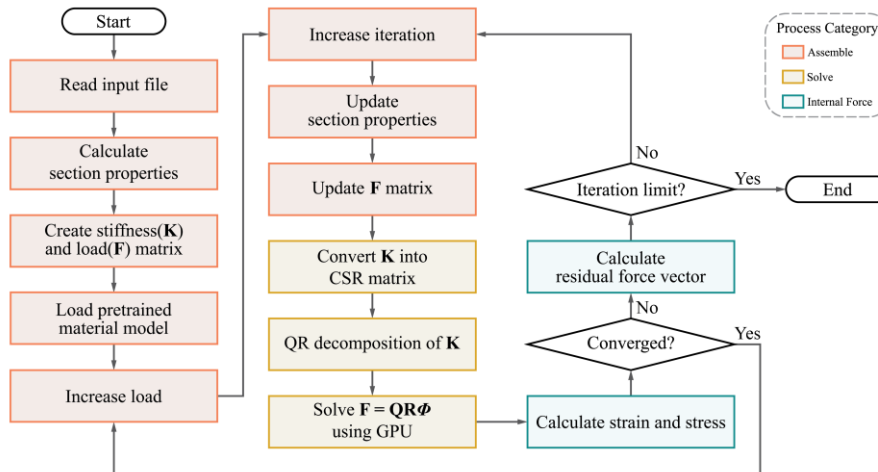 Start
Read input file
Calculate
section properties
Create stiffness(K)
and load(F) matrix
Load pretrained
material model
Increase load
Increase iteration
Update
section properties
Update F matrix
Convert K into
CSR matrix
QR decomposition of K
Solve F = QRΦ
using GPU
Calculate strain and stress
Converged?
No
Yes
Calculate
residual force vector
Iteration limit?
No
Yes
End
Process Category
Assemble
Solve
Internal Force